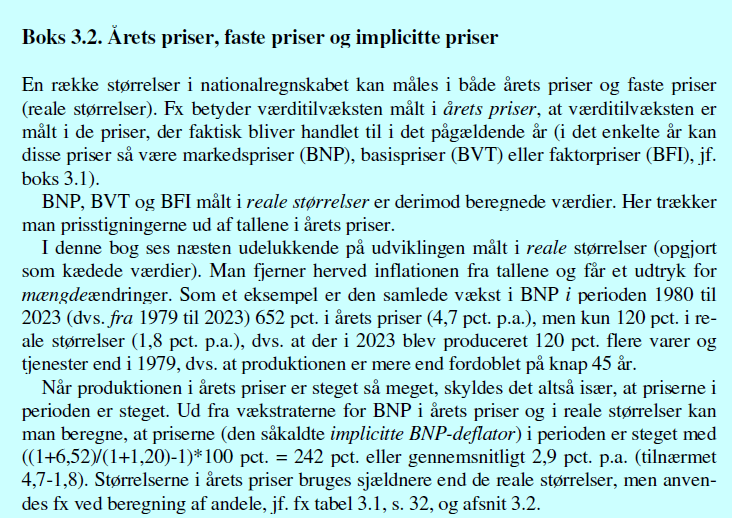 Boks 3.2. Årets priser, faste priser og implicitte priser
En række størrelser i nationalregnskabet kan måles i både årets priser og faste priser
(reale størrelser). Fx betyder værditilvæksten målt i årets priser, at værditilvæksten er
målt i de priser, der faktisk bliver handlet til i det pågældende år (i det enkelte år kan
disse priser så være markedspriser (BNP), basispriser (BVT) eller faktorpriser (BFI), jf.
boks 3.1).
BNP, BVT og BFI målt i reale størrelser er derimod beregnede værdier. Her trækker
man prisstigningerne ud af tallene i årets priser.
I denne bog ses næsten udelukkende på udviklingen målt i reale størrelser (opgjort
som kædede værdier). Man fjerner herved inflationen fra tallene og får et udtryk for
mængdeændringer. Som et eksempel er den samlede vækst i BNP i perioden 1980 til
2023 (dvs. fra 1979 til 2023) 652 pct. i årets priser (4,7 pct. p.a.), men kun 120 pct. i re-
ale størrelser (1,8 pct. p.a.), dvs. at der i 2023 blev produceret 120 pct. flere varer og
tjenester end i 1979, dvs. at produktionen er mere end fordoblet på knap 45 år.
Når produktionen i årets priser er steget så meget, skyldes det altså især, at priserne i
perioden er steget. Ud fra vækstraterne for BNP i årets priser og i reale størrelser kan
man beregne, at priserne (den såkaldte implicitte BNP-deflator) i perioden er steget med
((1+6,52)/(1+1,20)-1)*100 pct. = 242 pct. eller gennemsnitligt 2,9 pct. p.a. (tilnærmet
4,7-1,8). Størrelserne i årets priser bruges sjældnere end de reale størrelser, men anven-
des fx ved beregning af andele, jf. fx tabel 3.1, s. 32, og afsnit 3.2.